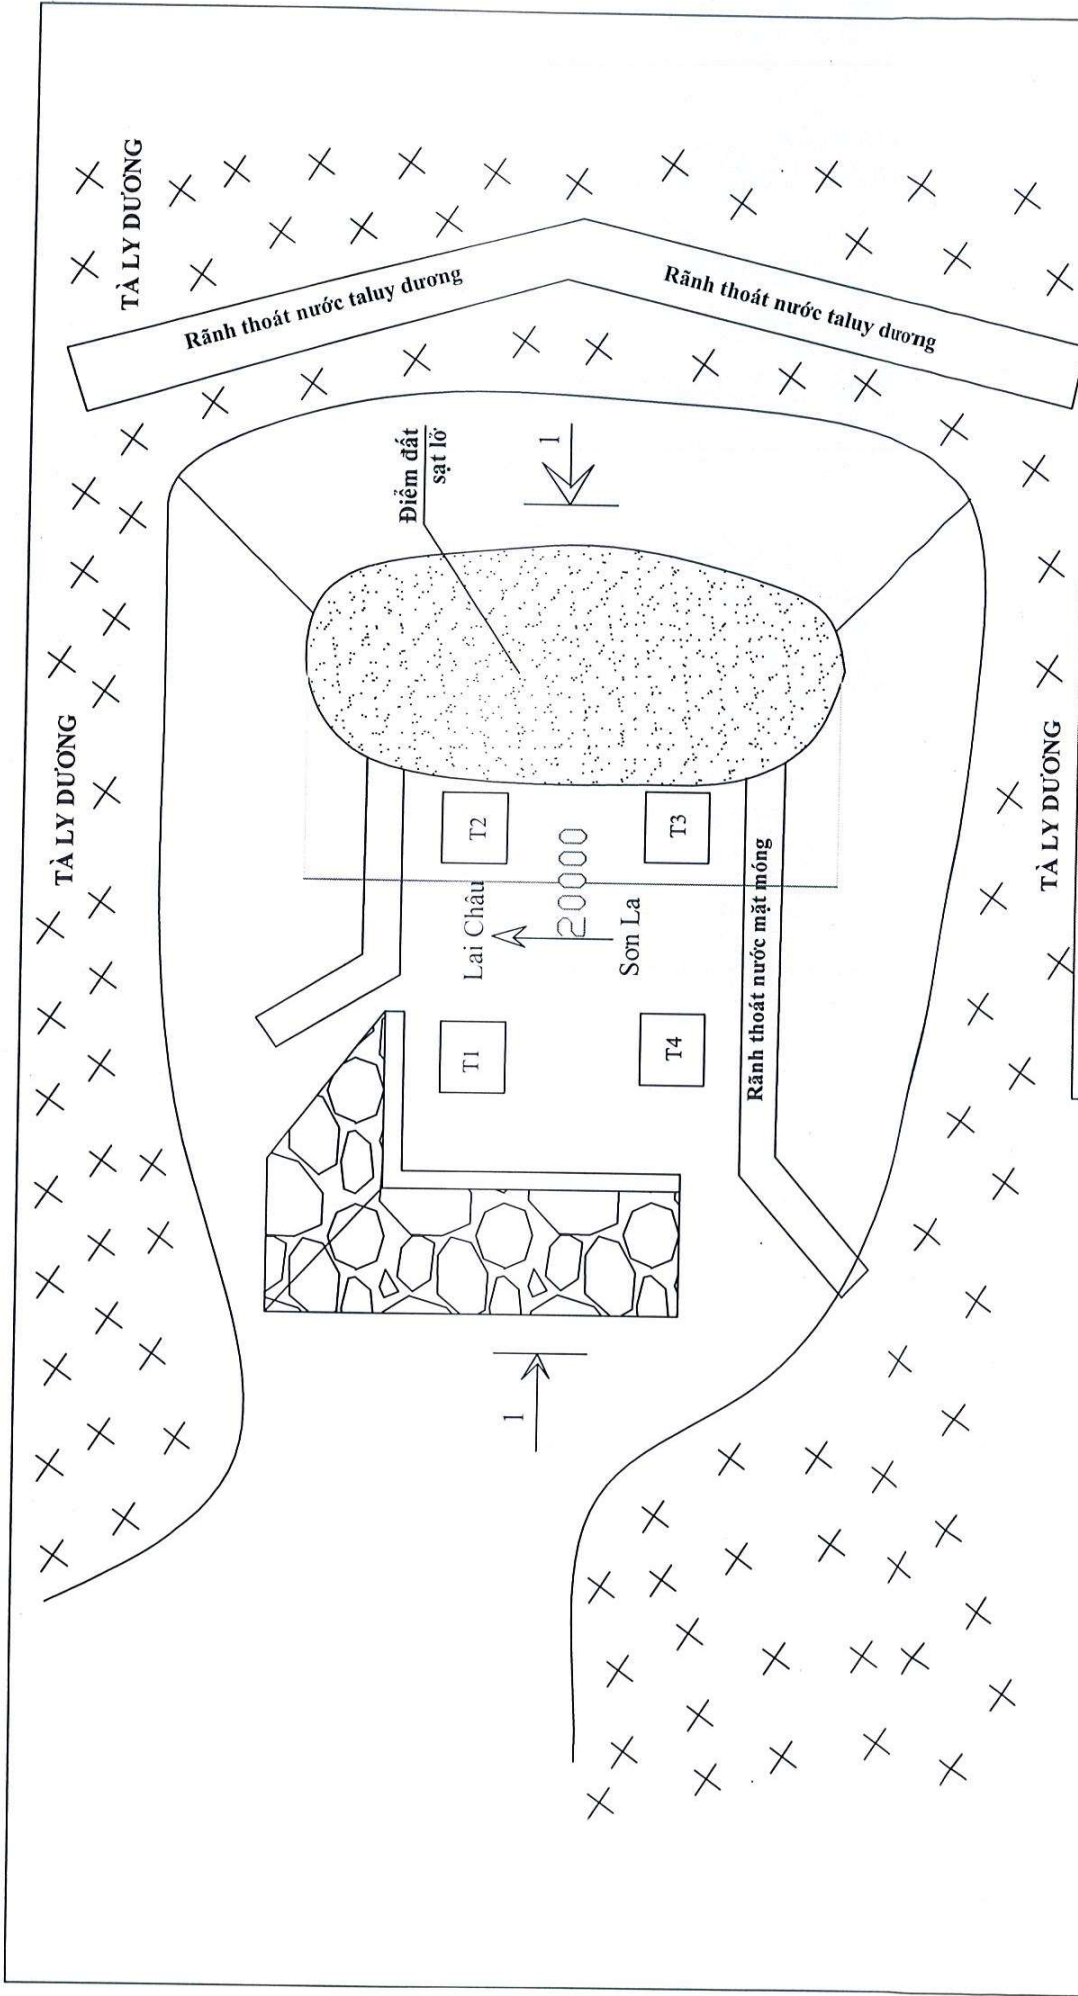 TÀ LY DƯƠNG
Rãnh thoát nước taluy dương
Rãnh thoát nước taluy dương
Điểm đất
sạt lở
1
TÀ LY DƯƠNG
T2
T3
20000
Lai Châu
Sơn La
TÀ LY DƯƠNG
Rãnh thoát nước mặt móng
T1
T4
1